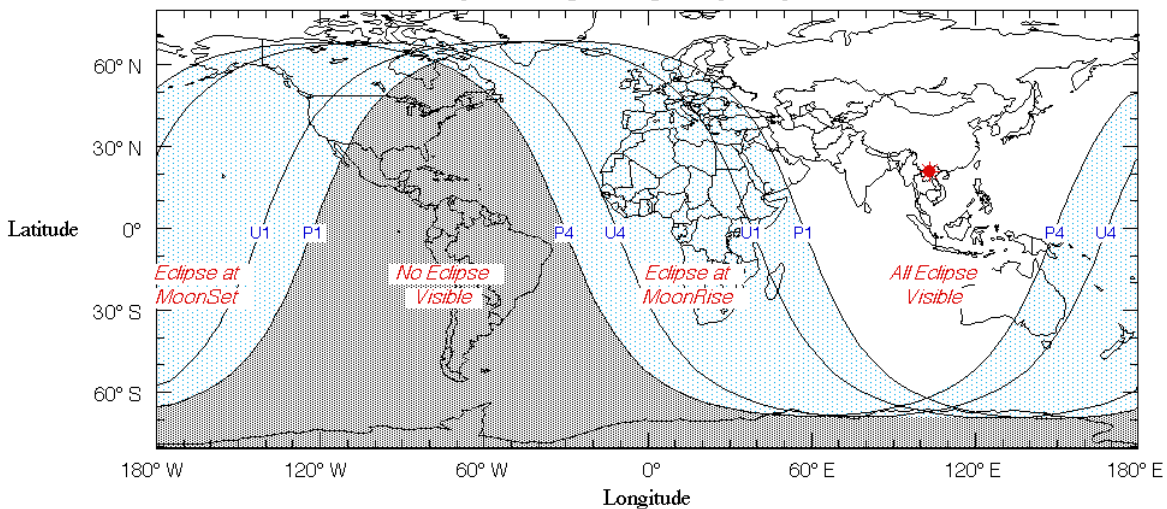 60° N
30° N
Latitude
0°
30° S
60° S
U1
P1
P4
U4
U1
P1
P4
U4
Eclipse at
MoonSet
No Eclipse
Visible
Eclipse at
MoonRise
All Eclipse
Visible
180° W
120° W
60° W
0°
60° E
120° E
180° E
Longitude